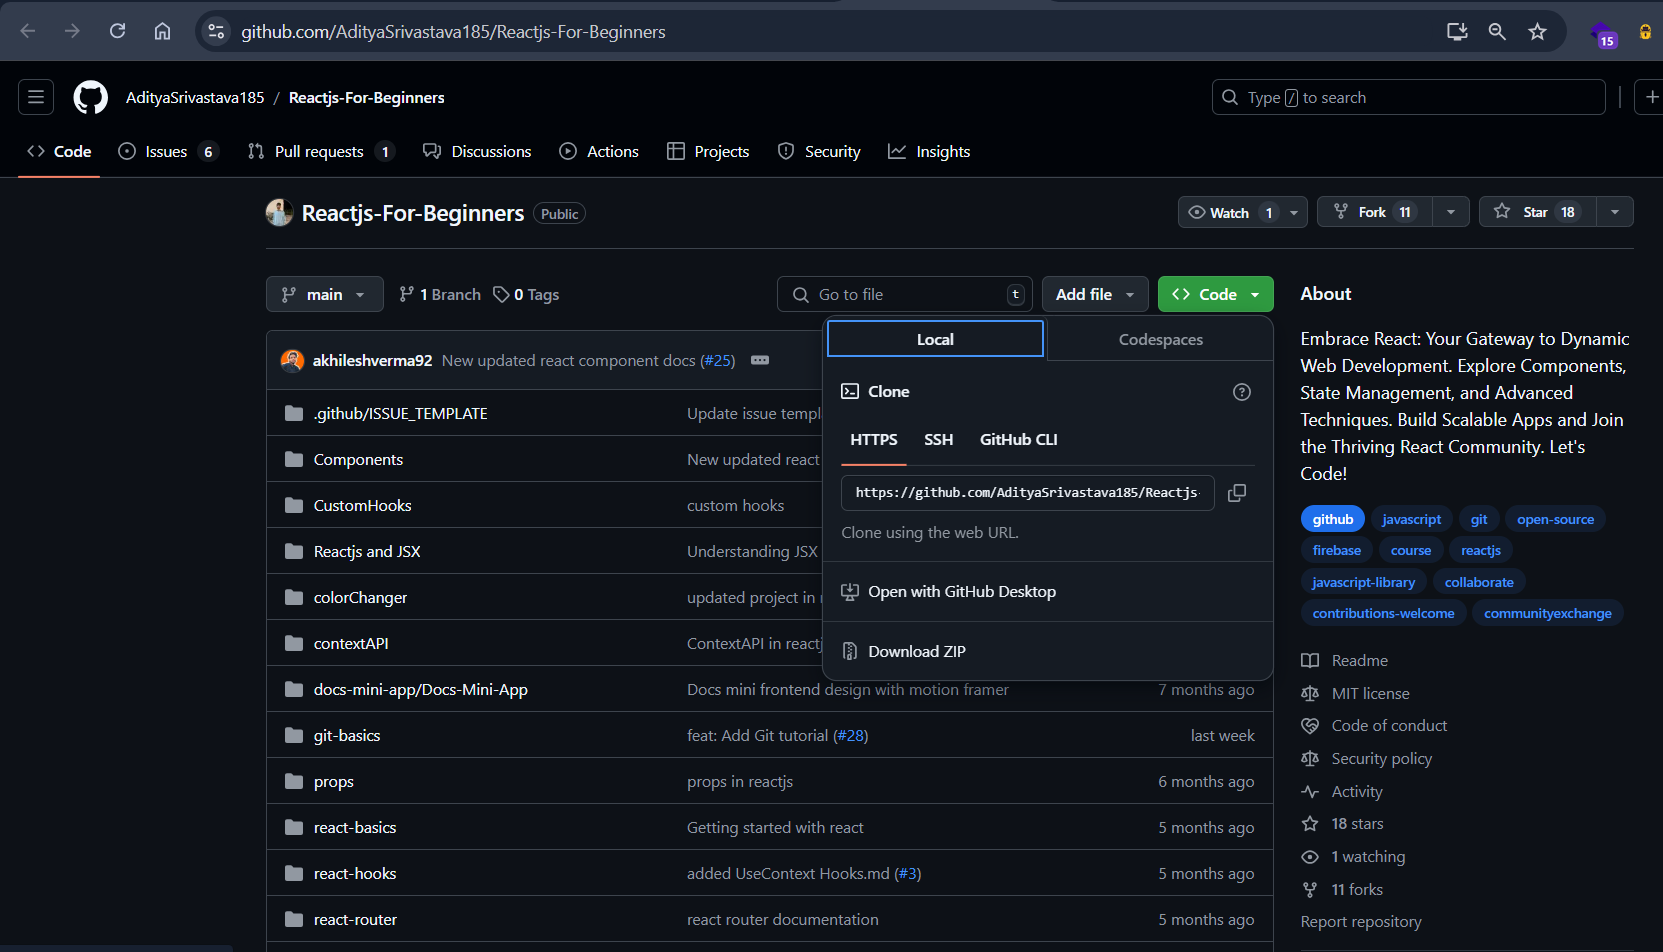 github.com/AdityaSrivastava185/Reactjs-For-Beginners
15
AdityaSrivastava185 / Reactjs-For-Beginners
Type / to search
Code
Issues 6
Pull requests 1
Discussions
Actions
Projects
Security
Insights
Reactjs-For-Beginners Public
Watch 1
Fork 11
Star 18
main
1 Branch
0 Tags
Go to file t
Add file
Code
Local
Codespaces
Clone
HTTPS
SSH
GitHub CLI
https://github.com/AdityaSrivastava185/Reactjs-
Clone using the web URL.
Open with GitHub Desktop
Download ZIP
akhileshverma92 New updated react component docs (#25)
.github/ISSUE_TEMPLATE Update issue templ
Components New updated react
CustomHooks custom hooks
Reactjs and JSX Understanding JSX
colorChanger updated project in
contextAPI ContextAPI in reactj
docs-mini-app/Docs-Mini-App Docs mini frontend design with motion framer 7 months ago
git-basics feat: Add Git tutorial (#28) last week
props props in reactjs 6 months ago
react-basics Getting started with react 5 months ago
react-hooks added UseContext Hooks.md (#3) 5 months ago
react-router react router documentation 5 months ago
About
Embrace React: Your Gateway to Dynamic
Web Development. Explore Components,
State Management, and Advanced
Techniques. Build Scalable Apps and Join
the Thriving React Community. Let's
Code!
github javascript git open-source
firebase course reactjs
javascript-library collaborate
contributions-welcome communityexchange
Readme
MIT license
Code of conduct
Security policy
Activity
18 stars
1 watching
11 forks
Report repository